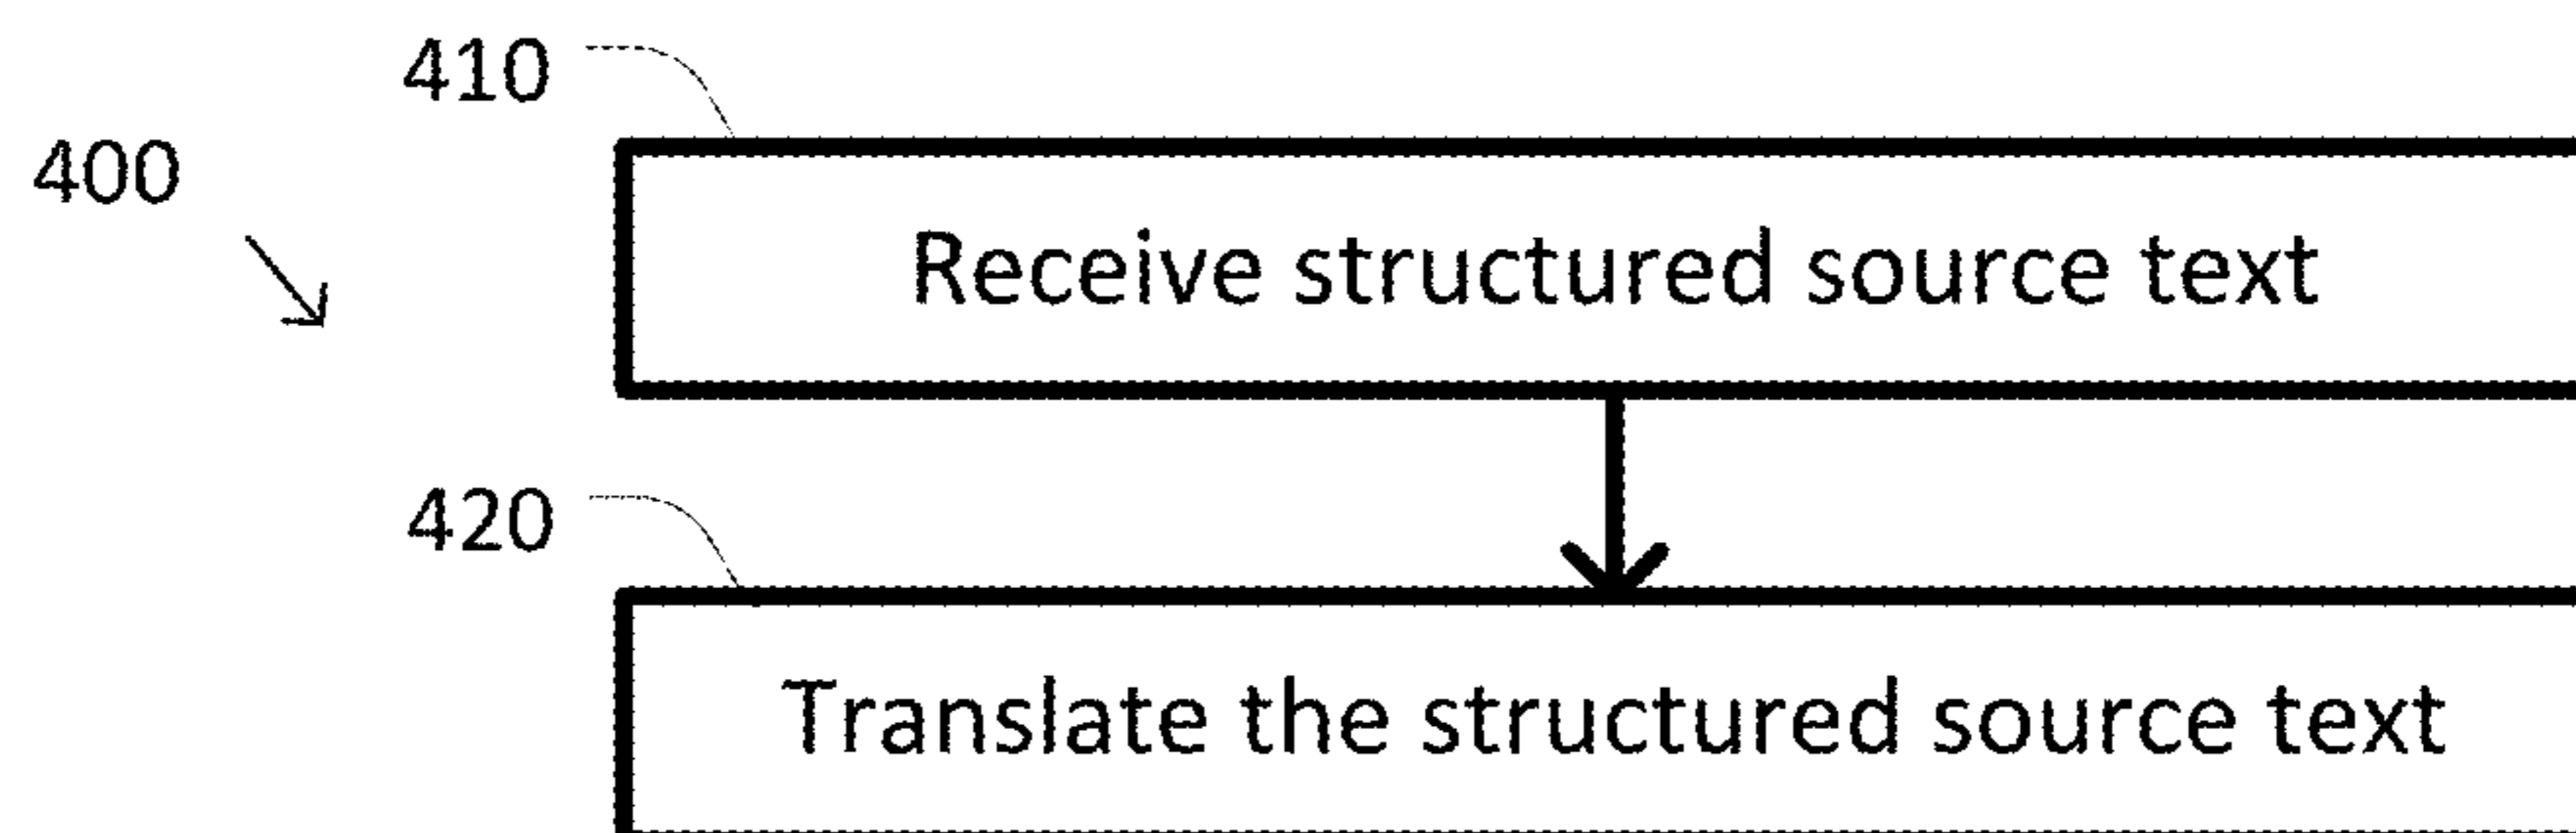 410
400
Receive structured source text
420
Translate the structured source text